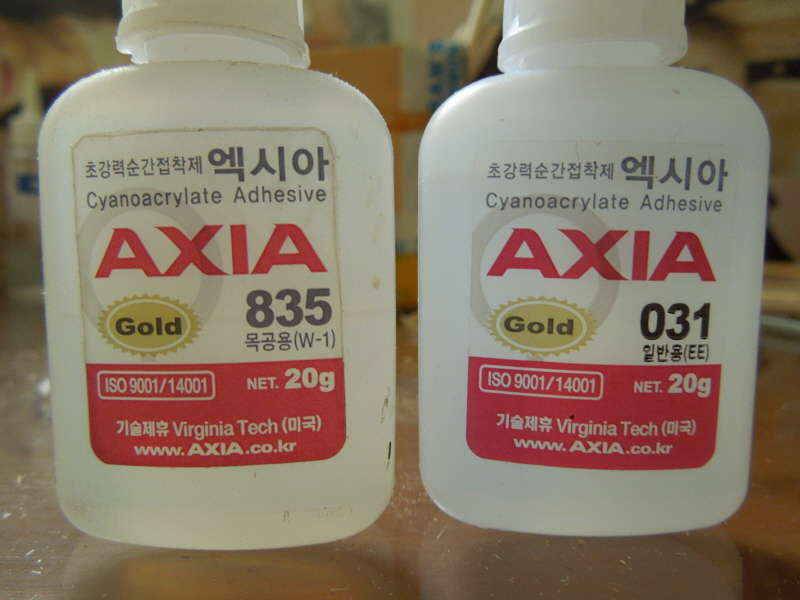 초강력순간접착제 엑시아
Cyanoacrylate Adhesive
AXIA
Gold
835
목공용(W-1)
ISO 9001/14001
NET. 20g
기술제휴 Virginia Tech (미국)
www.AXIA.co.kr
초강력순간접착제 엑시아
Cyanoacrylate Adhesive
AXIA
Gold
031
일반용(EE)
ISO 9001/14001
NET. 20g
기술제휴 Virginia Tech (미국)
www.AXIA.co.kr